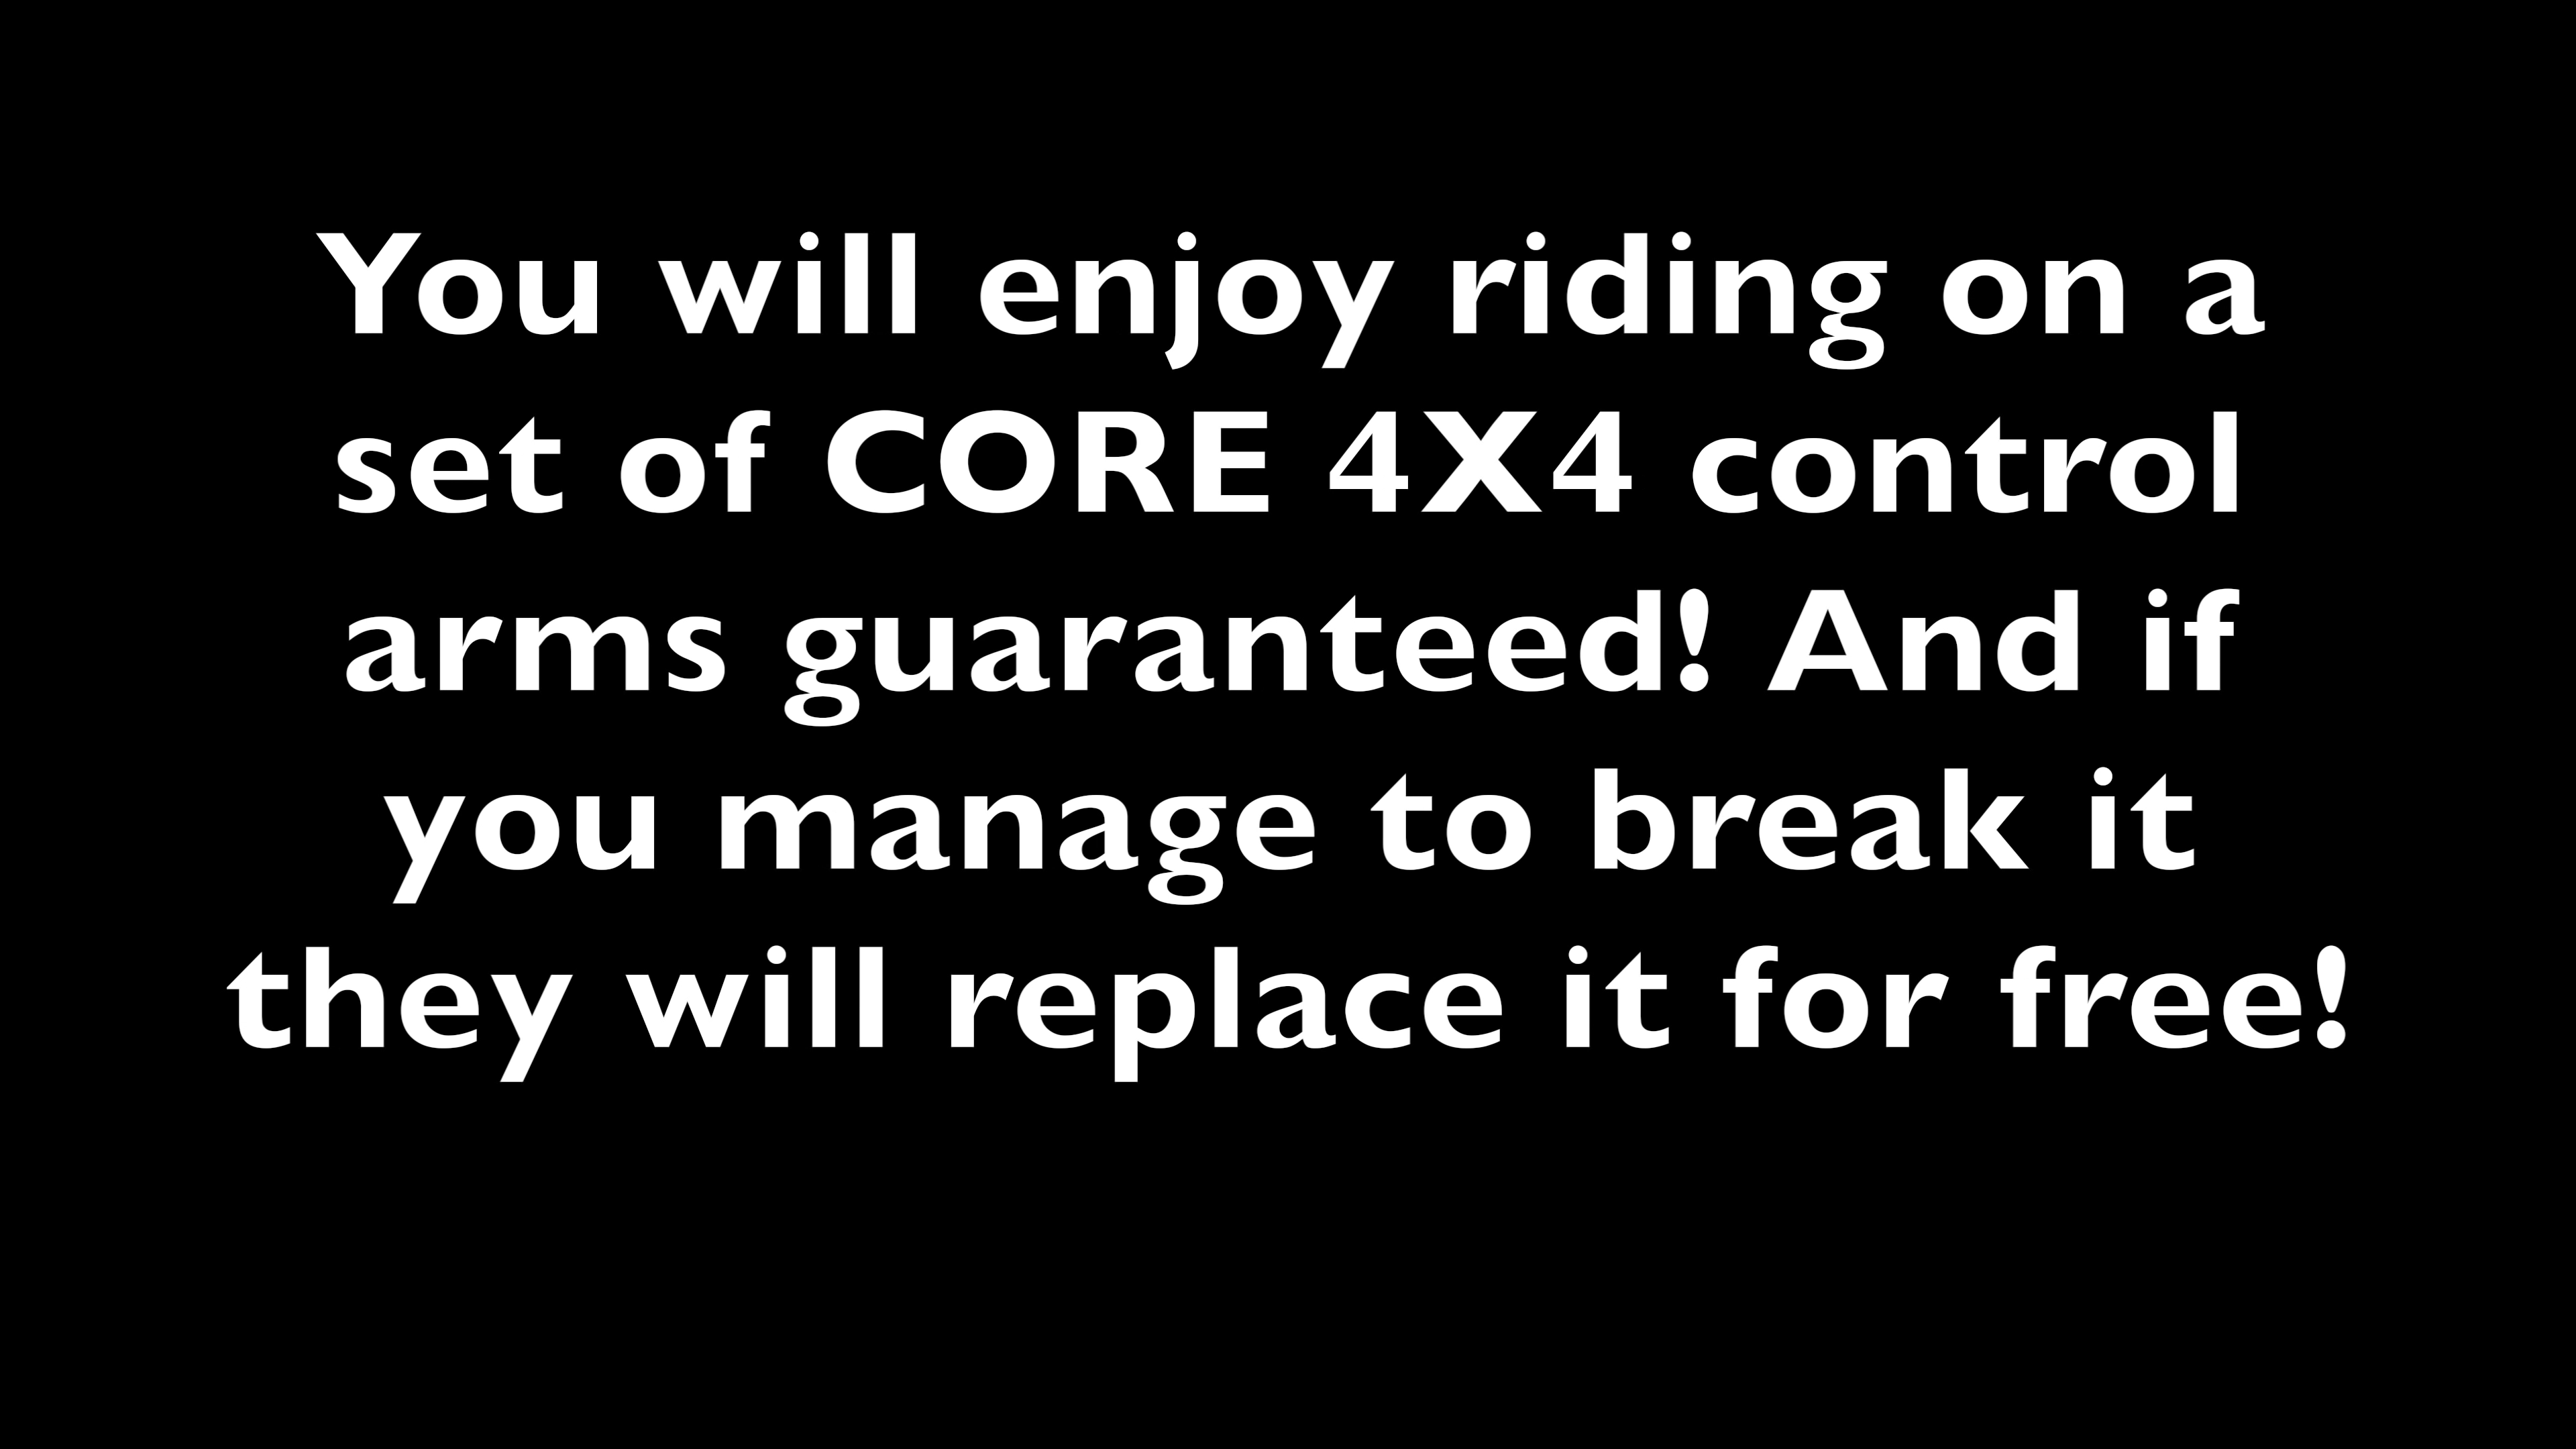 You will enjoy riding on a
set of CORE 4X4 control
arms guaranteed! And if
you manage to break it
they will replace it for free!